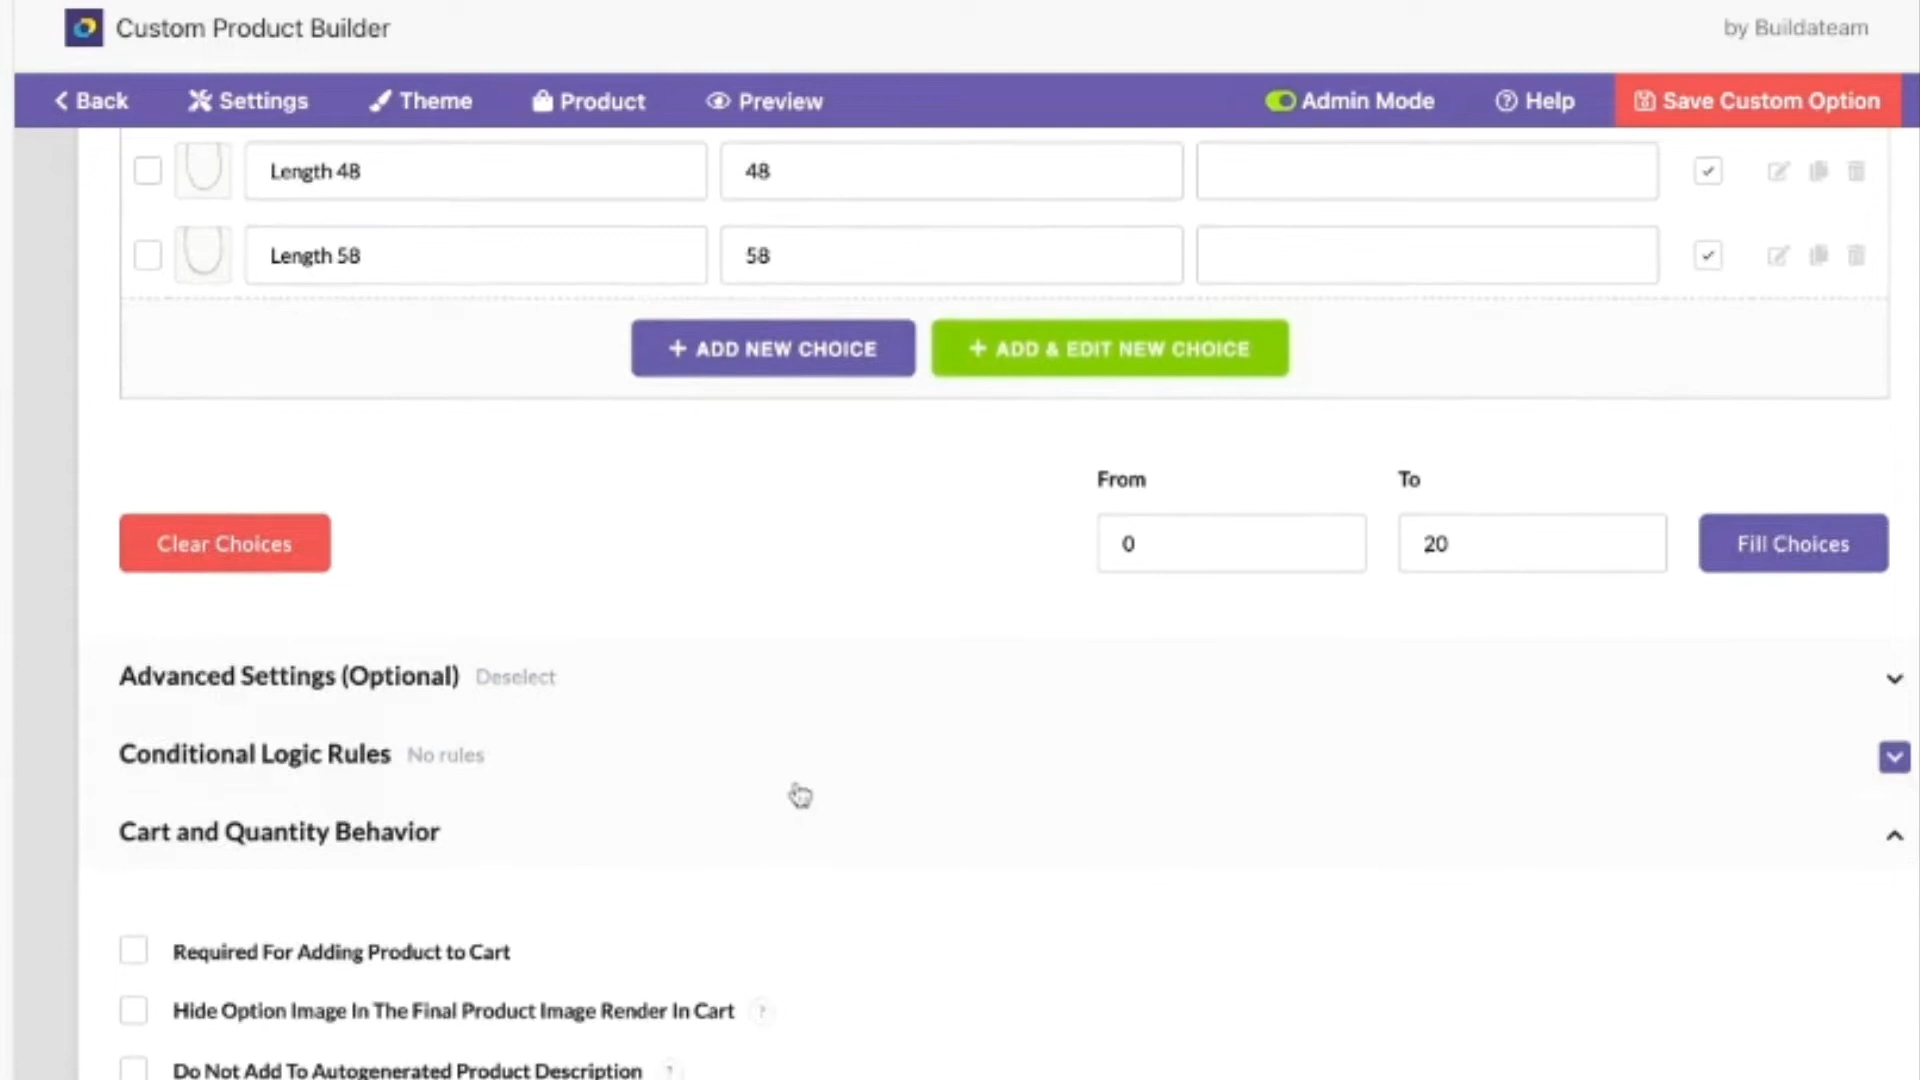 Custom Product Builder
by Buildateam
Back Settings Theme Product Preview Admin Mode Help Save Custom Option
Length 48 48
Length 58 58
+ ADD NEW CHOICE + ADD & EDIT NEW CHOICE
From To
Clear Choices 0 20 Fill Choices
Advanced Settings (Optional) Deselect
Conditional Logic Rules No rules
Cart and Quantity Behavior
Required For Adding Product to Cart
Hide Option Image In The Final Product Image Render In Cart ?
Do Not Add To Autogenerated Product Description ?